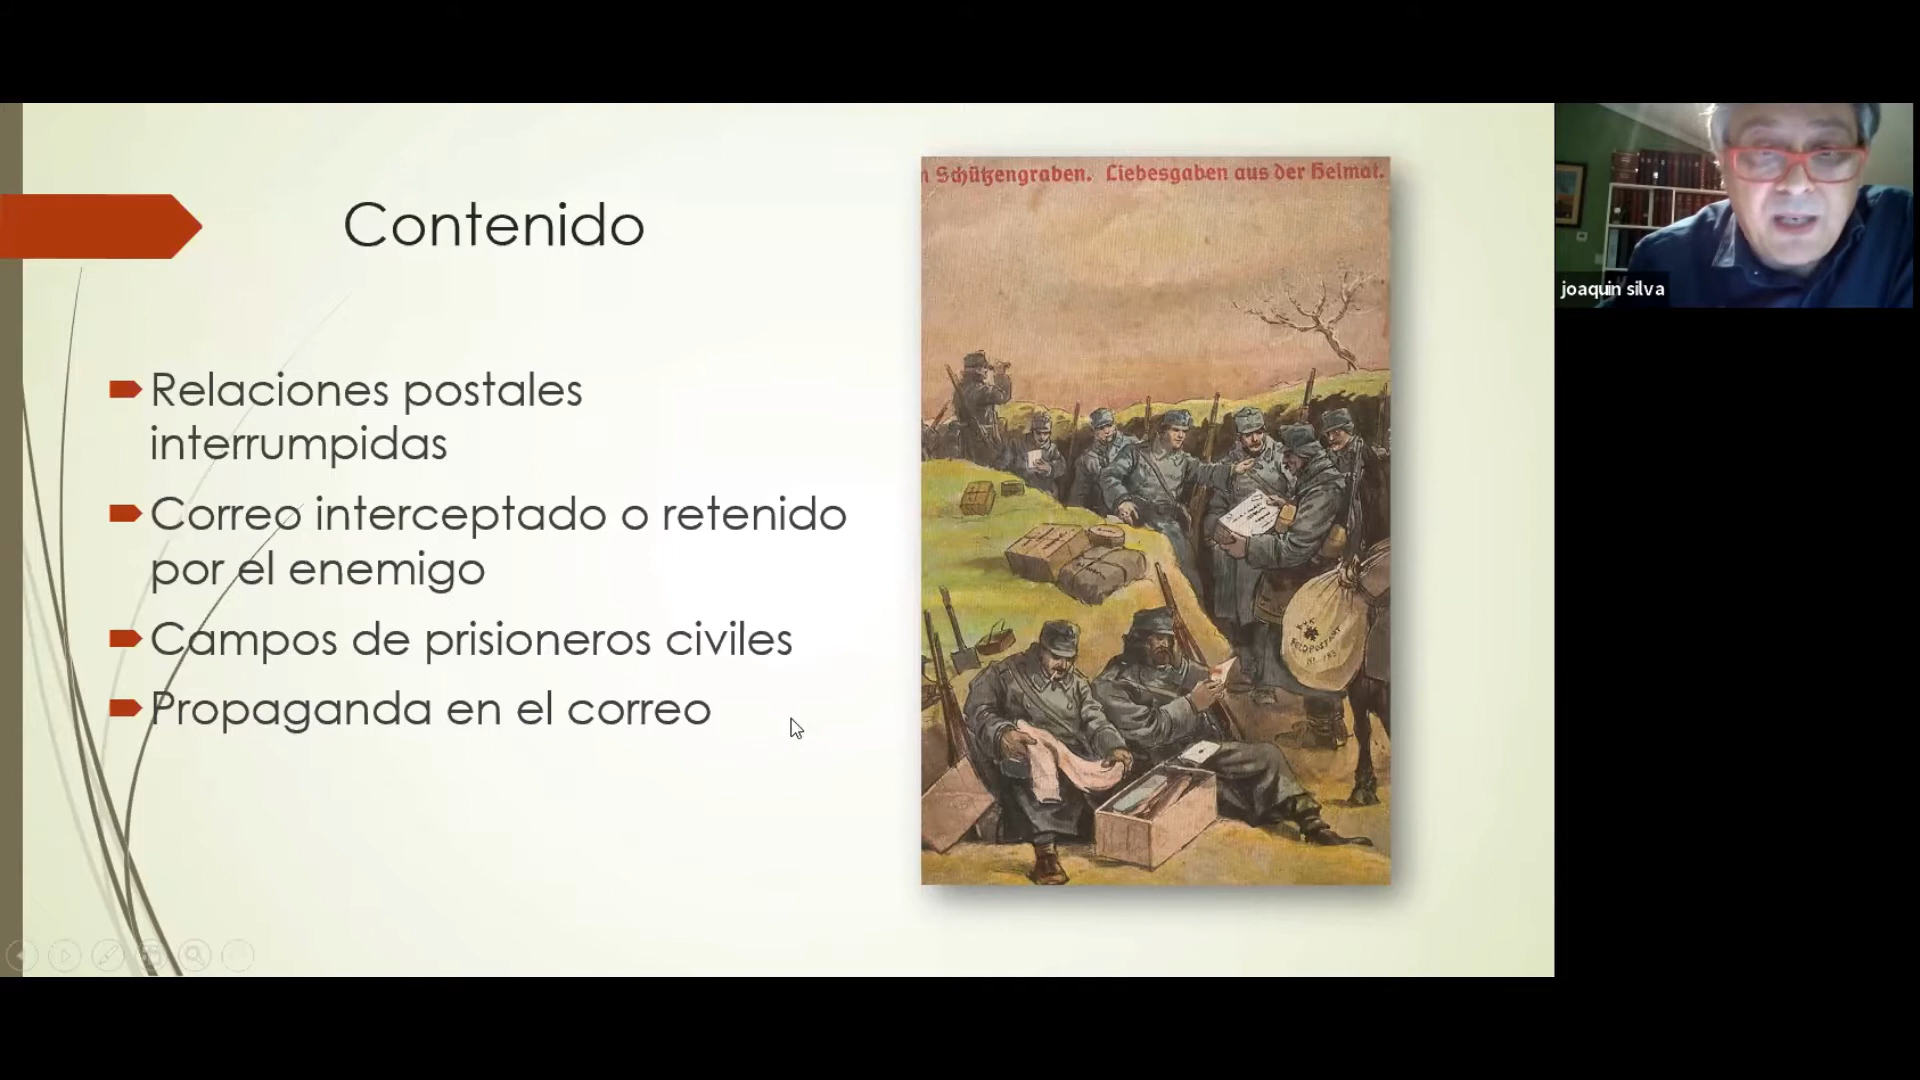 n Schützengraben. Liebesgaben aus der Heimat.
Contenido
Relaciones postales
interrumpidas
Correo interceptado o retenido
por el enemigo
Campos de prisioneros civiles
Propaganda en el correo
joaquin silva